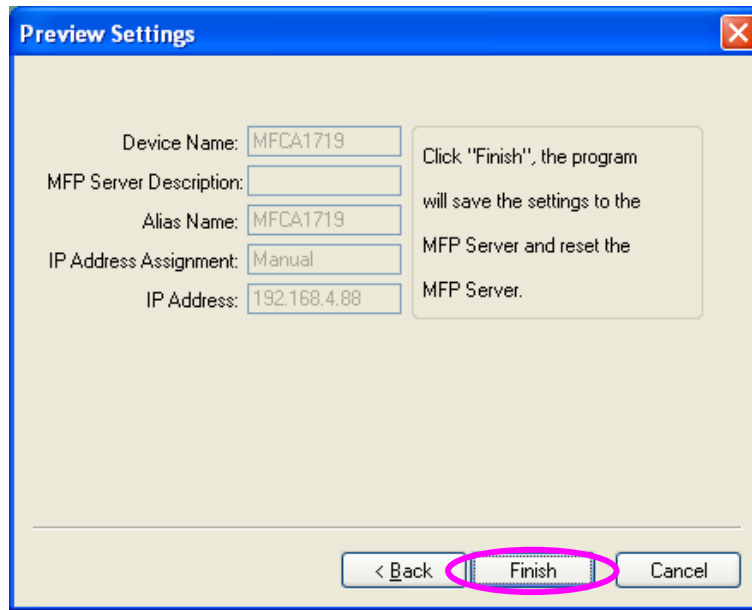 Preview Settings
Device Name: MFCA1719
MFP Server Description:
Alias Name: MFCA1719
IP Address Assignment: Manual
IP Address: 192.168.4.88
Click "Finish", the program
will save the settings to the
MFP Server and reset the
MFP Server.
< Back Finish Cancel